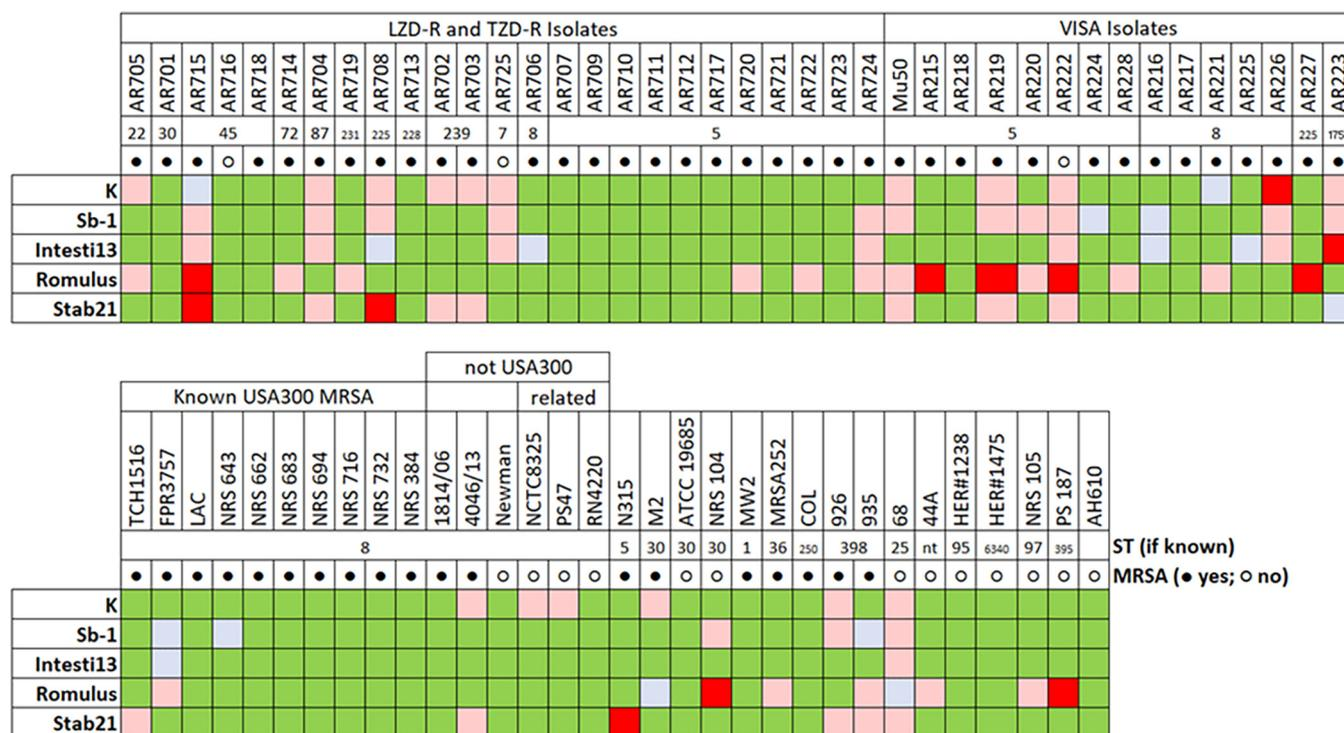 LZD-R and TZD-R Isolates VISA Isolates
AR705 AR701 AR715 AR716 AR718 AR714 AR704 AR719 AR708 AR713 AR702 AR703 AR725 AR706 AR707 AR709 AR710 AR711 AR712 AR717 AR720 AR721 AR722 AR723 AR724 Mu50 AR215 AR218 AR219 AR220 AR222 AR224 AR228 AR216 AR217 AR221 AR225 AR226 AR227 AR223
22 30 45 72 87 231 225 228 239 7 8 5 5 8 225 175
● ● ● ○ ● ● ● ● ● ● ● ● ○ ● ● ● ● ● ● ● ● ● ● ● ● ● ● ● ● ● ○ ● ● ● ● ● ● ● ● ●
K
Sb-1
Intesti13
Romulus
Stab21
not USA300
Known USA300 MRSA related
TCH1516 FPR3757 LAC NRS 643 NRS 662 NRS 683 NRS 694 NRS 716 NRS 732 NRS 384 1814/06 4046/13 Newman NCTC8325 PS47 RN4220 N315 M2 ATCC 19685 NRS 104 MW2 MRSA252 COL 926 935 68 44A HER#1238 HER#1475 NRS 105 PS 187 AH610
8 5 30 30 30 1 36 250 398 25 nt 95 6340 97 395 ST (if known)
● ● ● ● ● ● ● ● ● ● ● ● ○ ○ ○ ○ ● ● ○ ○ ● ● ● ● ● ○ ○ ○ ○ ○ ○ ○ MRSA (● yes; ○ no)
K
Sb-1
Intesti13
Romulus
Stab21